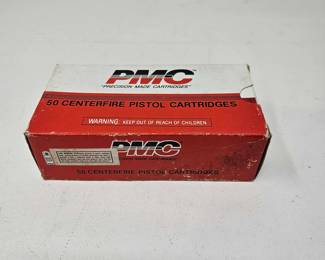 PMC
"PRECISION MADE CARTRIDGES"
50 CENTERFIRE PISTOL CARTRIDGES
WARNING: KEEP OUT OF REACH OF CHILDREN
PMC
50 CENTERFIRE PISTOL CARTRIDGES